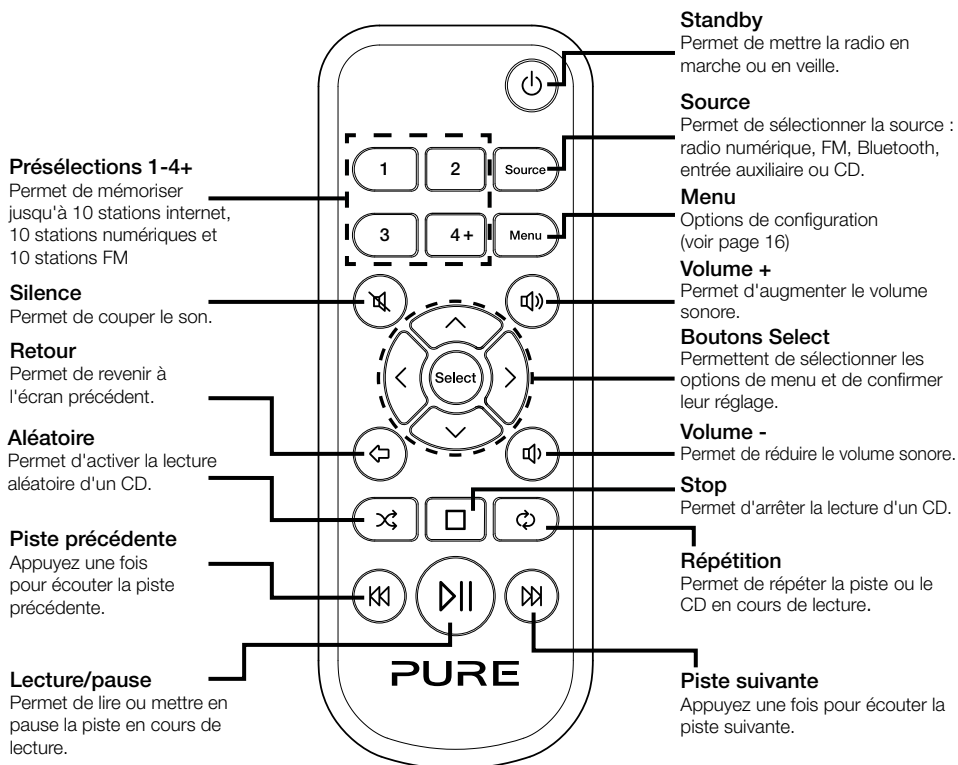 Standby
Permet de mettre la radio en
marche ou en veille.
Source
Permet de sélectionner la source :
radio numérique, FM, Bluetooth,
entrée auxiliaire ou CD.
Menu
Options de configuration
(voir page 16)
Volume +
Permet d'augmenter le volume
sonore.
Boutons Select
Permettent de sélectionner les
options de menu et de confirmer
leur réglage.
Volume -
Permet de réduire le volume sonore.
Stop
Permet d'arrêter la lecture d'un CD.
Répétition
Permet de répéter la piste ou le
CD en cours de lecture.
Piste suivante
Appuyez une fois pour écouter la
piste suivante.
Présélections 1-4+
Permet de mémoriser
jusqu'à 10 stations internet,
10 stations numériques et
10 stations FM
Silence
Permet de couper le son.
Retour
Permet de revenir à
l'écran précédent.
Aléatoire
Permet d'activer la lecture
aléatoire d'un CD.
Piste précédente
Appuyez une fois
pour écouter la piste
précédente.
Lecture/pause
Permet de lire ou mettre en
pause la piste en cours de
lecture.
1 2 Source
3 4+ Menu
Select
PURE